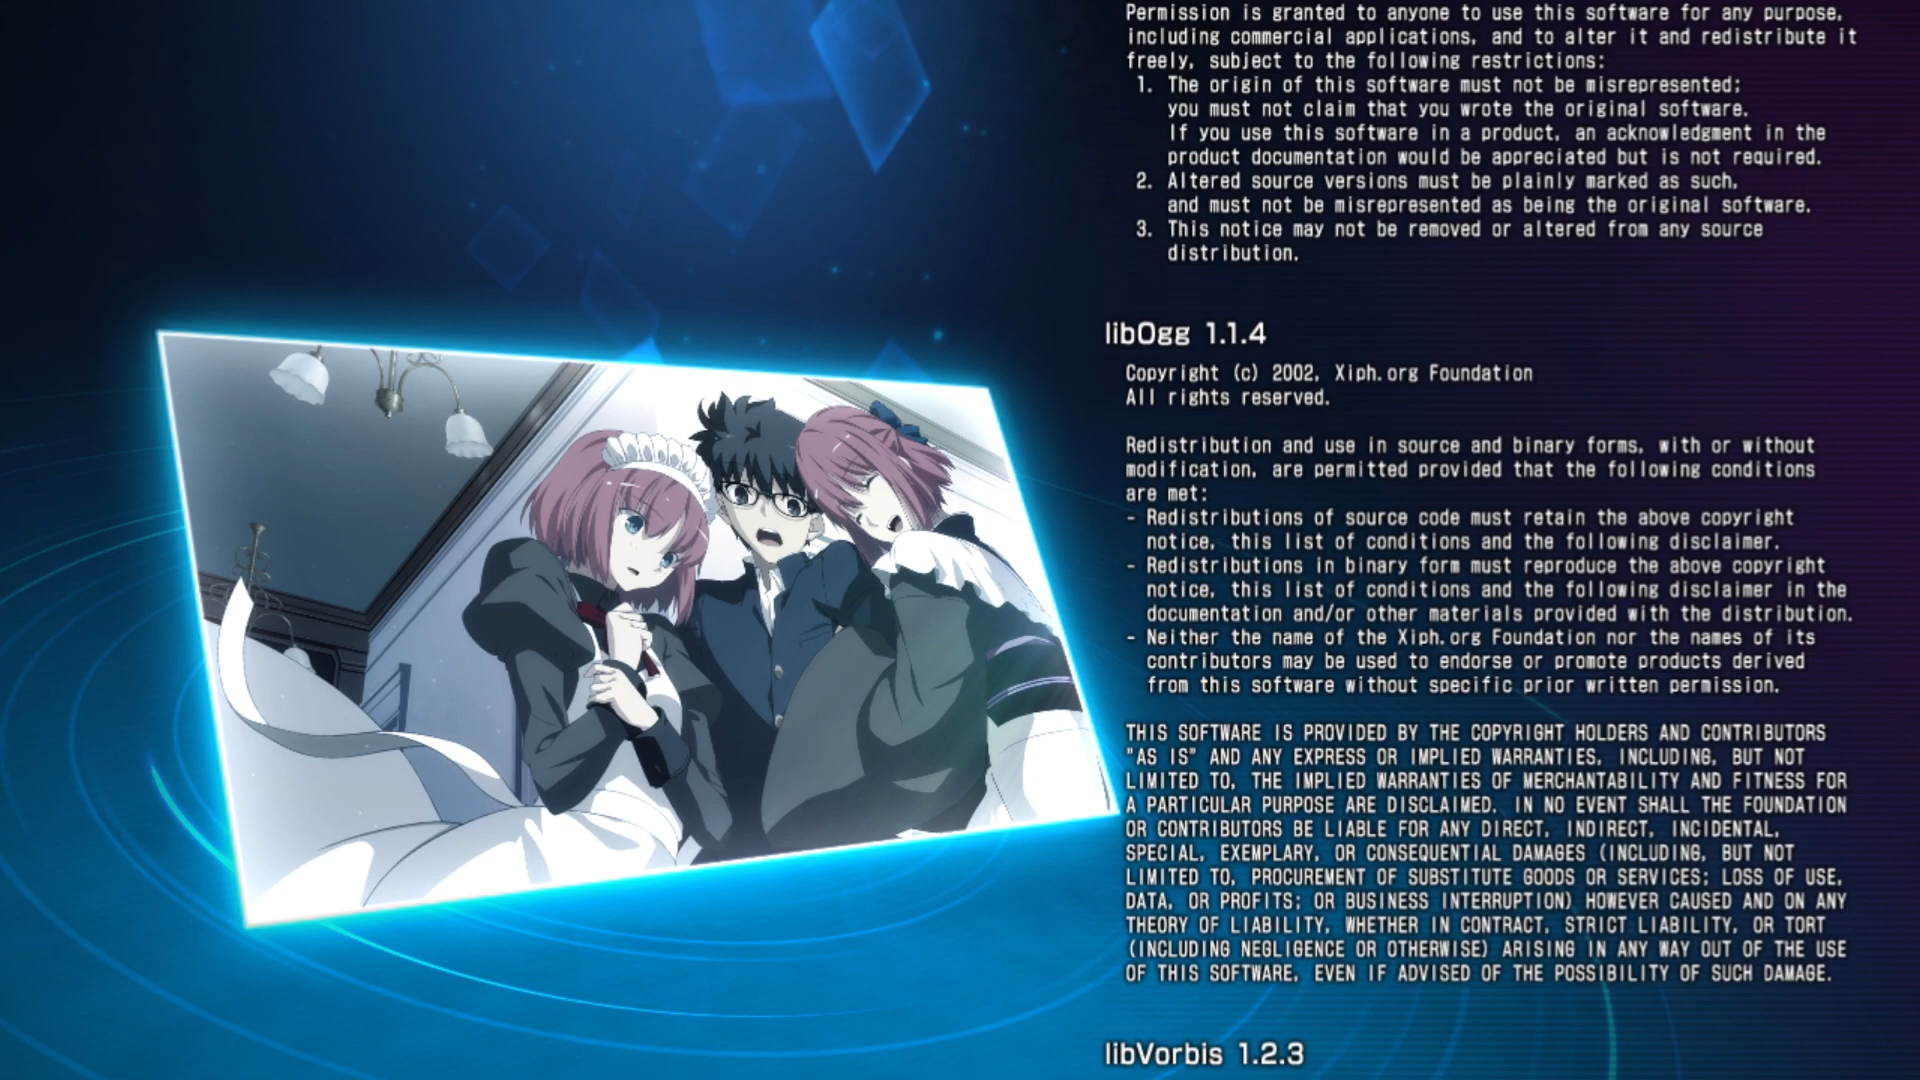 Permission is granted to anyone to use this software for any purpose,
including commercial applications, and to alter it and redistribute it
freely, subject to the following restrictions:
1. The origin of this software must not be misrepresented;
you must not claim that you wrote the original software.
If you use this software in a product, an acknowledgment in the
product documentation would be appreciated but is not required.
2. Altered source versions must be plainly marked as such,
and must not be misrepresented as being the original software.
3. This notice may not be removed or altered from any source
distribution.
libOgg 1.1.4
Copyright (c) 2002, Xiph.org Foundation
All rights reserved.
Redistribution and use in source and binary forms, with or without
modification, are permitted provided that the following conditions
are met:
- Redistributions of source code must retain the above copyright
notice, this list of conditions and the following disclaimer.
- Redistributions in binary form must reproduce the above copyright
notice, this list of conditions and the following disclaimer in the
documentation and/or other materials provided with the distribution.
- Neither the name of the Xiph.org Foundation nor the names of its
contributors may be used to endorse or promote products derived
from this software without specific prior written permission.
THIS SOFTWARE IS PROVIDED BY THE COPYRIGHT HOLDERS AND CONTRIBUTORS
"AS IS" AND ANY EXPRESS OR IMPLIED WARRANTIES, INCLUDING, BUT NOT
LIMITED TO, THE IMPLIED WARRANTIES OF MERCHANTABILITY AND FITNESS FOR
A PARTICULAR PURPOSE ARE DISCLAIMED. IN NO EVENT SHALL THE FOUNDATION
OR CONTRIBUTORS BE LIABLE FOR ANY DIRECT, INDIRECT, INCIDENTAL,
SPECIAL, EXEMPLARY, OR CONSEQUENTIAL DAMAGES (INCLUDING, BUT NOT
LIMITED TO, PROCUREMENT OF SUBSTITUTE GOODS OR SERVICES; LOSS OF USE,
DATA, OR PROFITS; OR BUSINESS INTERRUPTION) HOWEVER CAUSED AND ON ANY
THEORY OF LIABILITY, WHETHER IN CONTRACT, STRICT LIABILITY, OR TORT
(INCLUDING NEGLIGENCE OR OTHERWISE) ARISING IN ANY WAY OUT OF THE USE
OF THIS SOFTWARE, EVEN IF ADVISED OF THE POSSIBILITY OF SUCH DAMAGE.
libVorbis 1.2.3